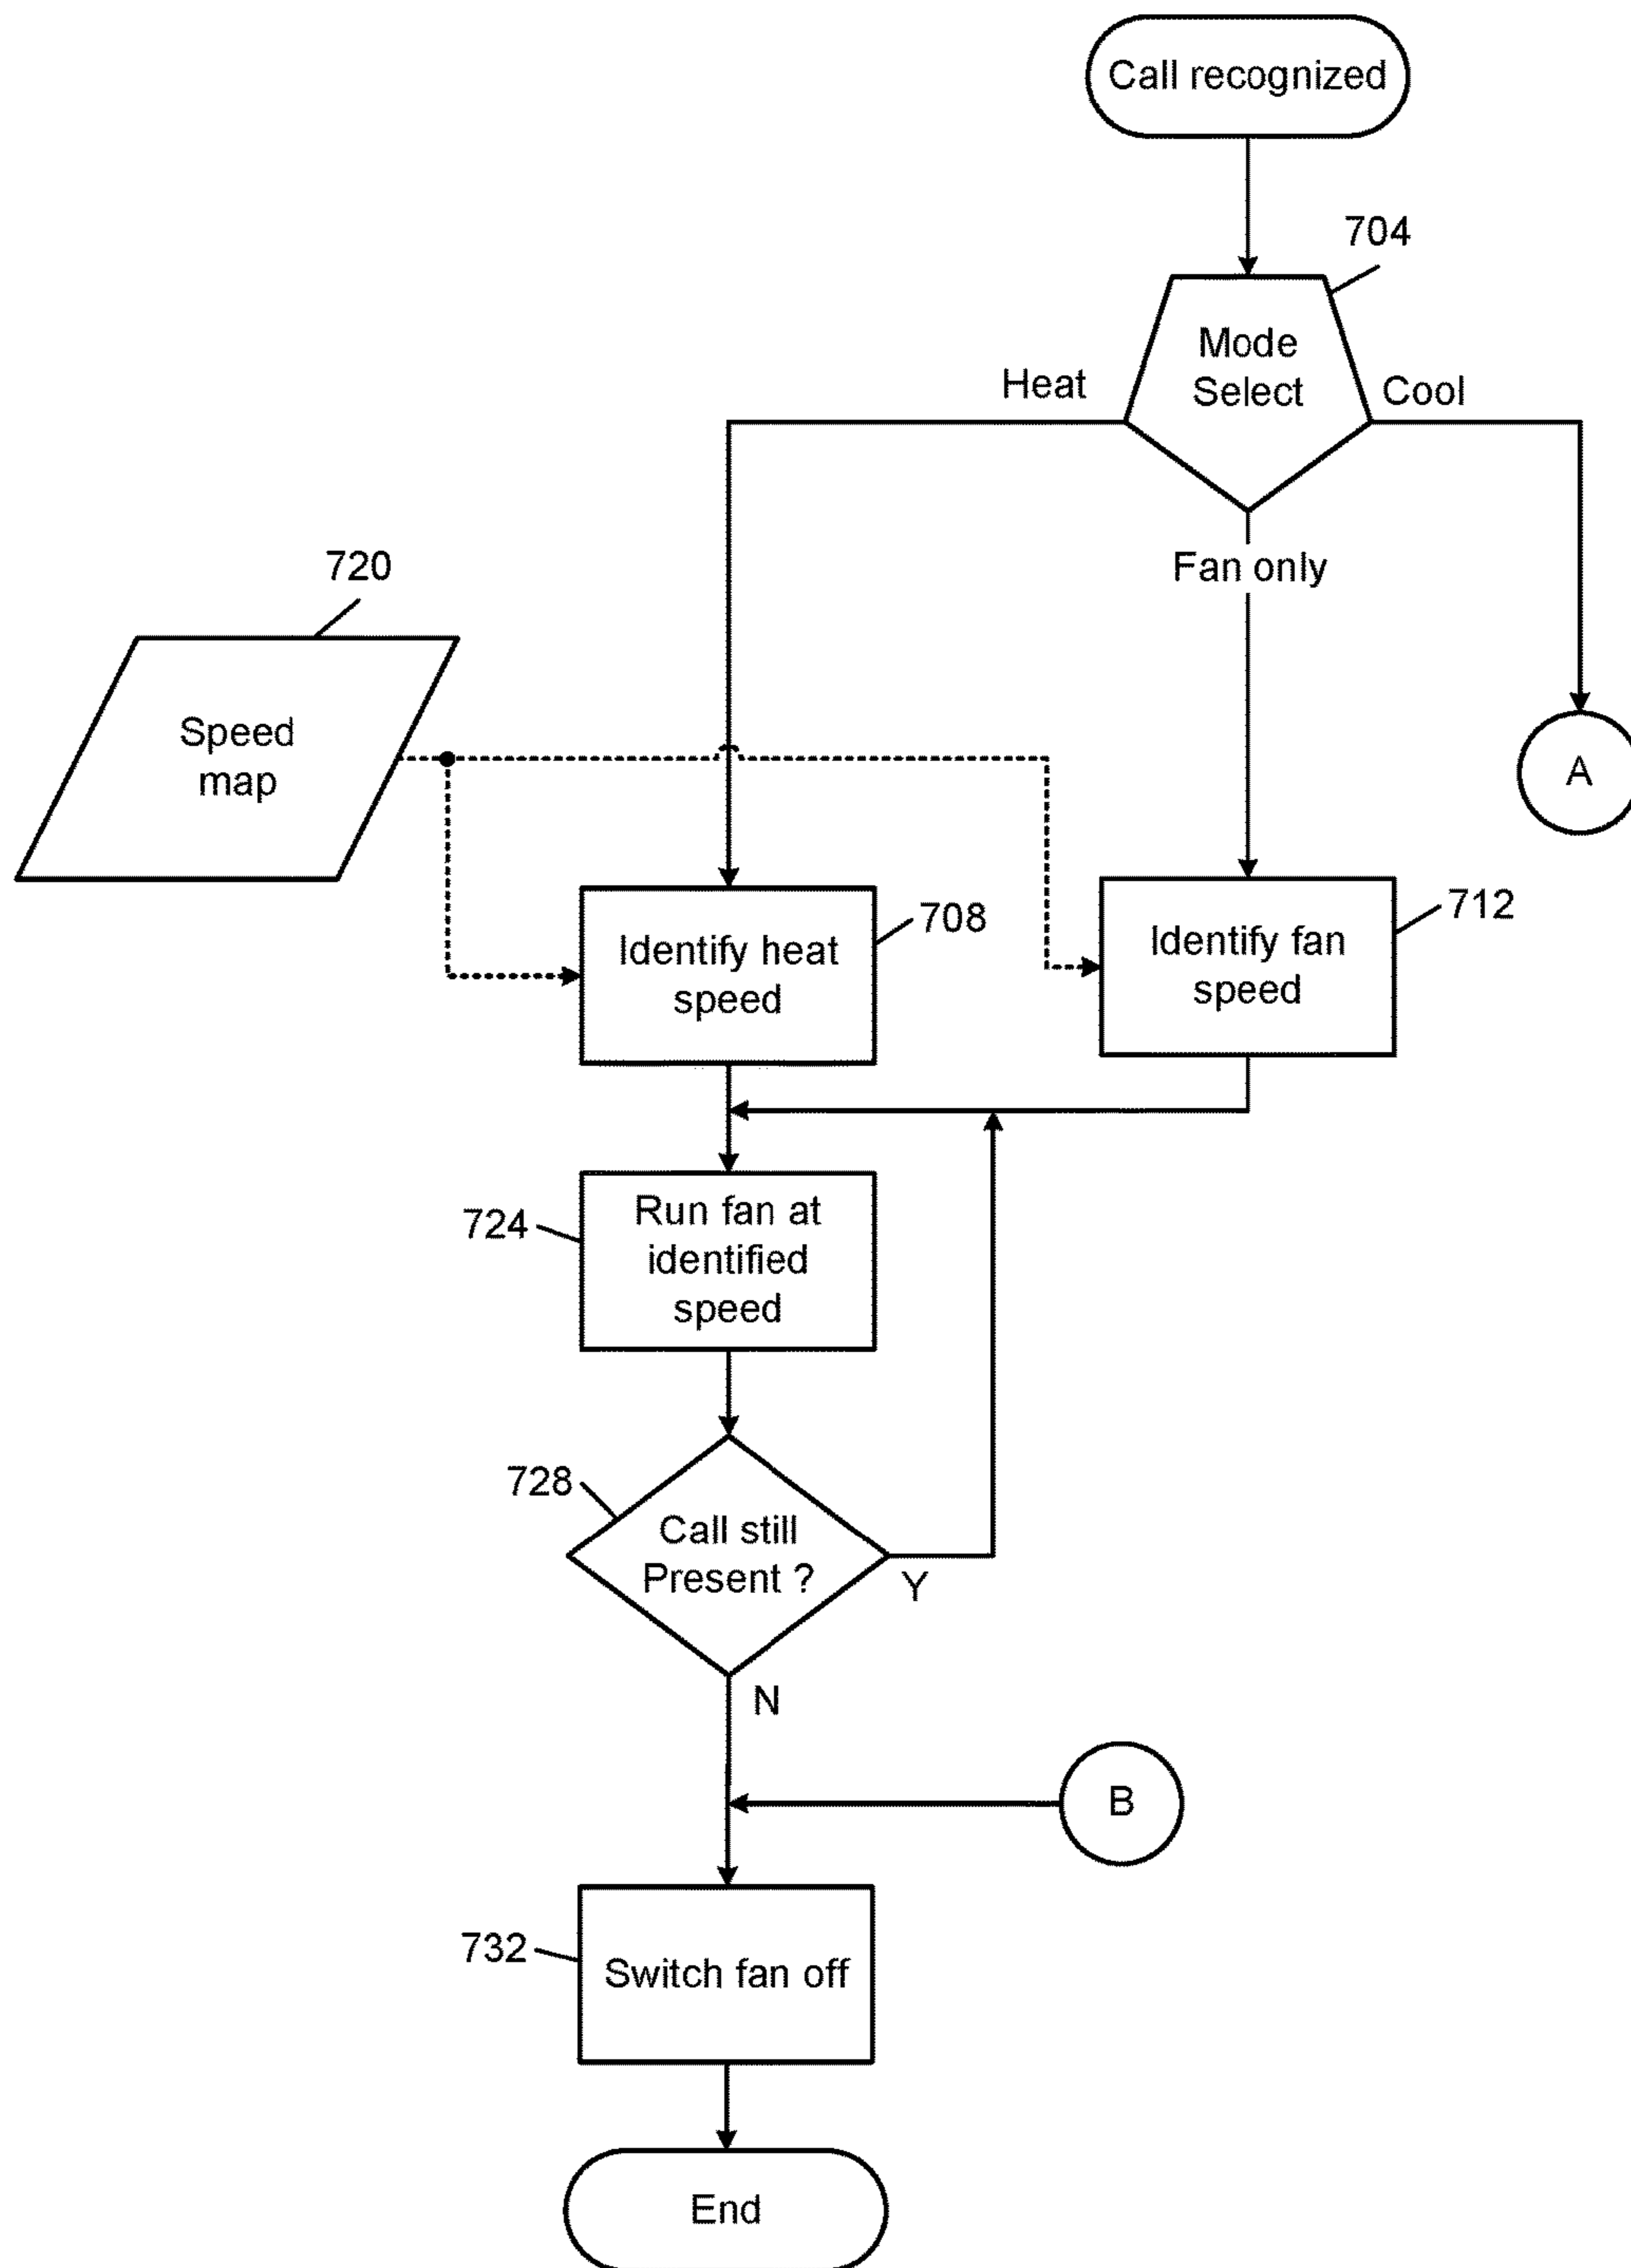 Call recognized
704
Mode
Select
Heat
Cool
Fan only
720
Speed
map
A
708
Identify heat
speed
712
Identify fan
speed
724
Run fan at
identified
speed
728
Call still
Present ?
Y
N
B
732
Switch fan off
End